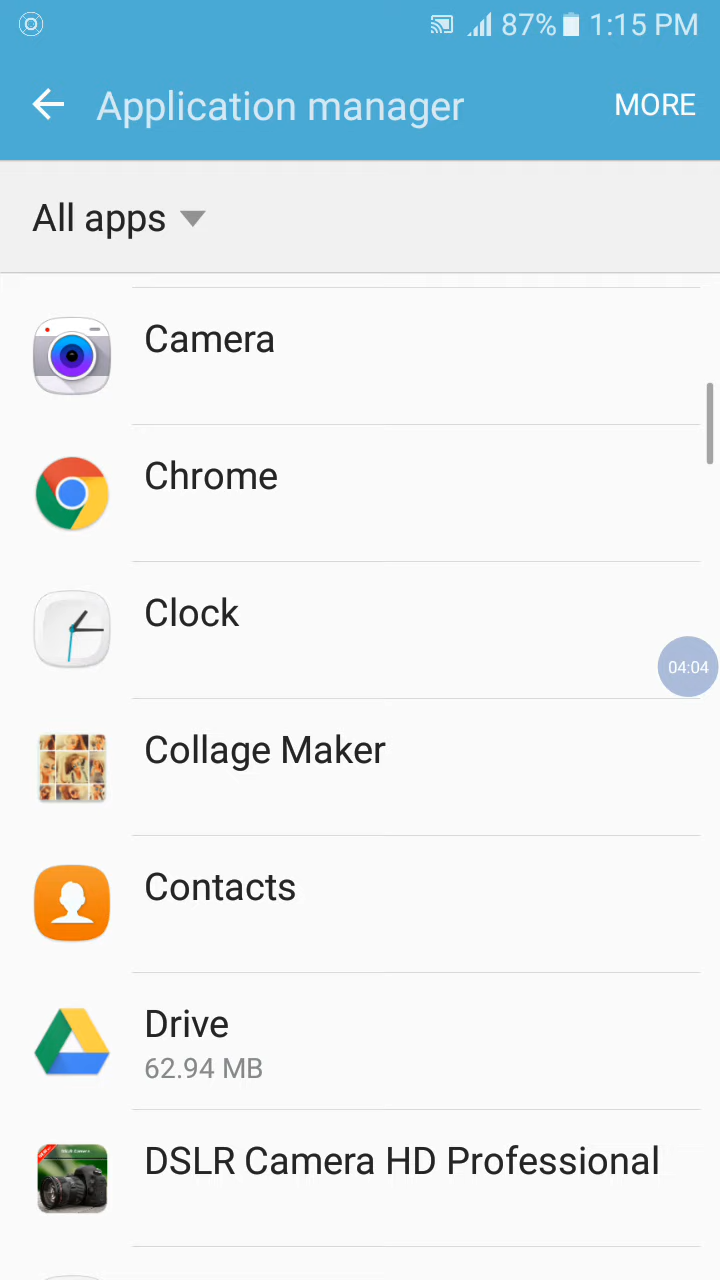 87% 1:15 PM
Application manager MORE
All apps
Camera
Chrome
Clock
04:04
Collage Maker
Contacts
Drive
62.94 MB
DSLR Camera HD Professional